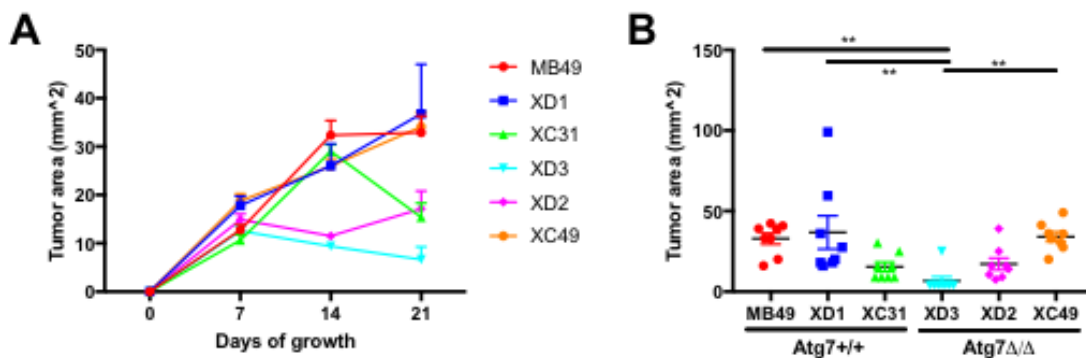 A
Tumor area (mm^2)
50
40
30
20
10
0
0 7 14 21
Days of growth
MB49
XD1
XC31
XD3
XD2
XC49
B
Tumor area (mm^2)
150
100
50
0
**
**
**
MB49 XD1 XC31 XD3 XD2 XC49
Atg7+/+ Atg7Δ/Δ